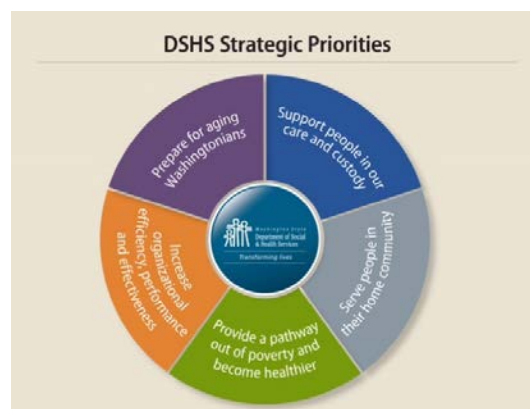 DSHS Strategic Priorities
Support people in our
care and custody
Serve people in
their home community
Provide a pathway
out of poverty and
become healthier
Increase
organizational
efficiency, performance
and effectiveness
Prepare for aging
Washingtonians
Washington State
Department of Social
& Health Services
Transforming lives